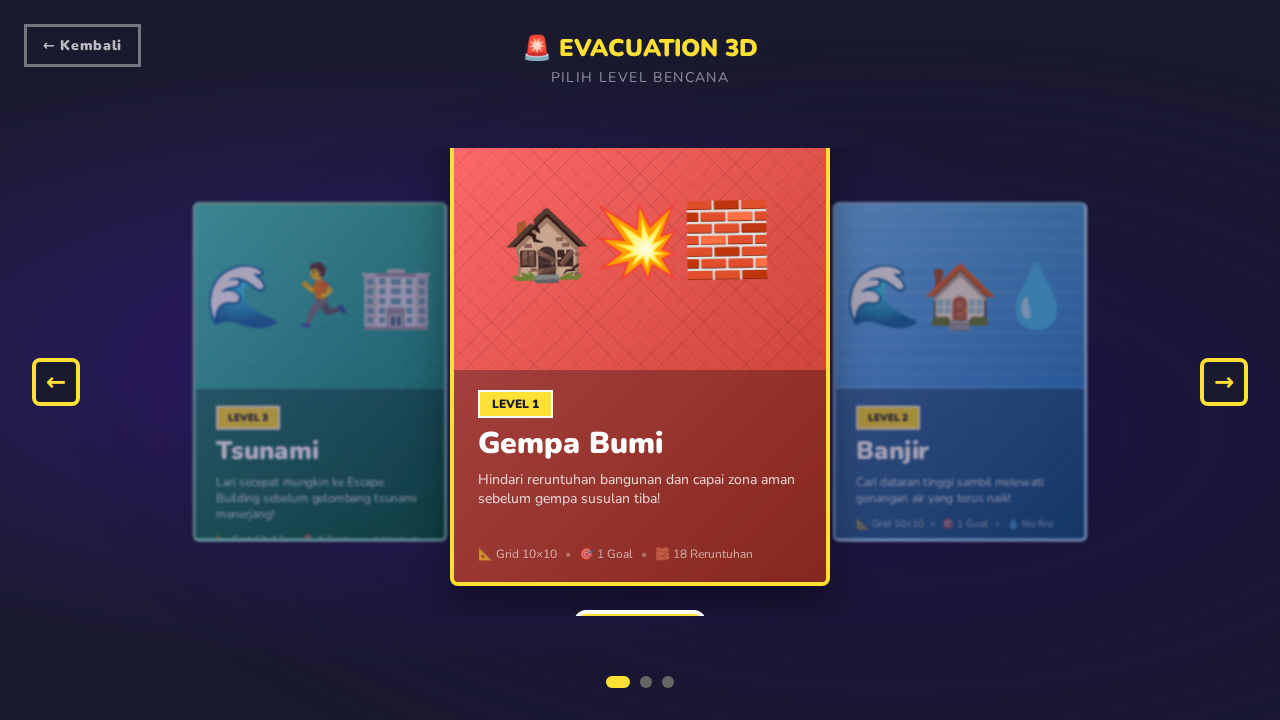 ← Kembali
🚨 EVACUATION 3D
PILIH LEVEL BENCANA
LEVEL 3
Tsunami
Lari secepat mungkin ke Escape
Building sebelum gelombang tsunami
menerjang!
LEVEL 1
Gempa Bumi
Hindari reruntuhan bangunan dan capai zona aman
sebelum gempa susulan tiba!
📐 Grid 10×10 • 🎯 1 Goal • 🧱 18 Reruntuhan
LEVEL 2
Banjir
Cari dataran tinggi sambil melewati
genangan air yang terus naik!
📐 Grid 10×10 • 🎯 1 Goal • 💧 No fire
←
→